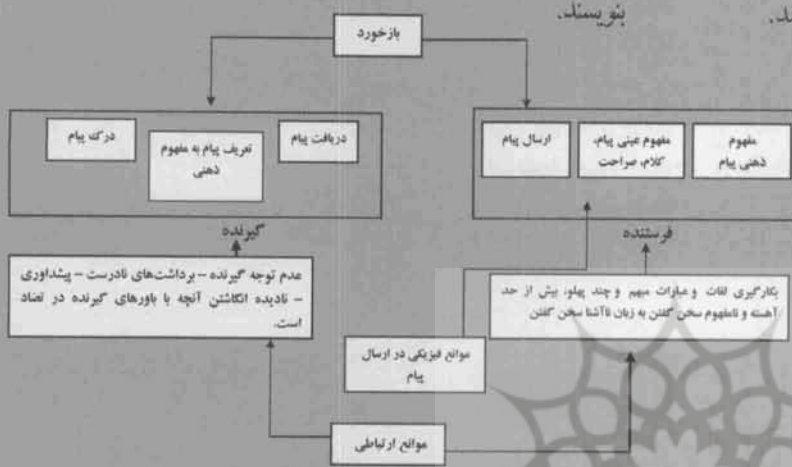 د.
بنویسند.
بازخورد
مفهوم
ذهنی پیام
مفهوم عینی پیام،
کلام، صراحت
ارسال پیام
دریافت پیام
تعریف پیام به مفهوم
ذهنی
درک پیام
فرستنده
گیرنده
بکارگیری لغات و عبارات مبهم و چند پهلو، بیش از حد
آهسته و نامفهوم سخن گفتن به زبان ناآشنا سخن گفتن
عدم توجه گیرنده – برداشت‌های نادرست – پیشداوری
– نادیده انگاشتن آنچه با باورهای گیرنده در تضاد
است.
موانع فیزیکی در ارسال
پیام
موانع ارتباطی